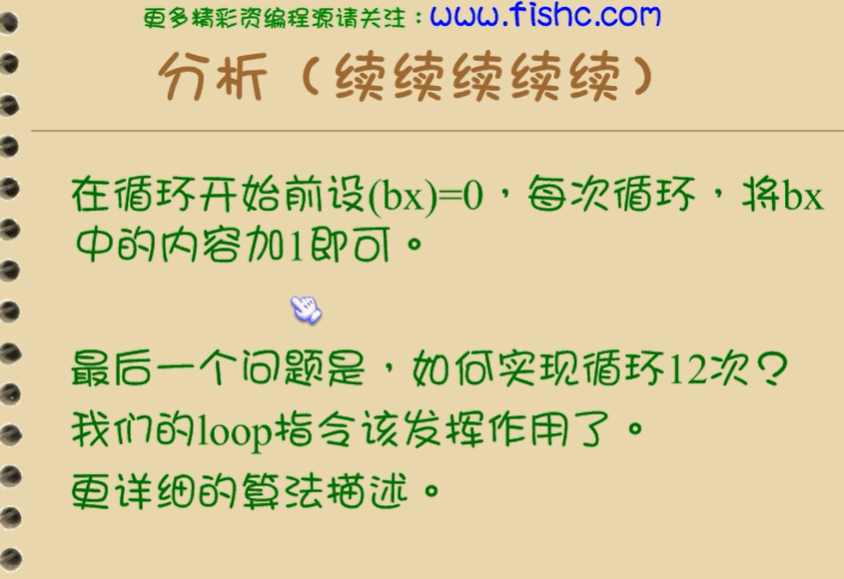 更多精彩资编程源请关注：www.fishc.com
分析（续续续续续）
在循环开始前设(bx)=0，每次循环，将bx
中的内容加1即可。
最后一个问题是，如何实现循环12次？
我们的loop指令该发挥作用了。
更详细的算法描述。